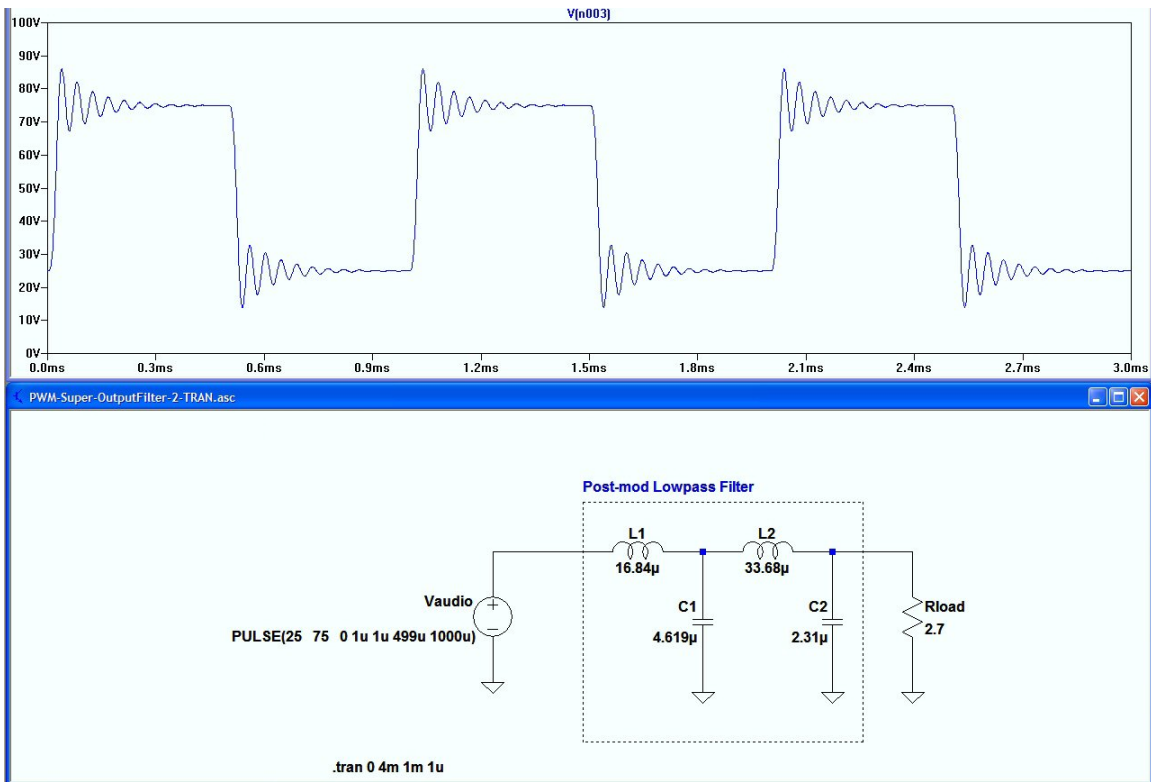 V(n003)
100V
90V
80V
70V
60V
50V
40V
30V
20V
10V
0V
0.0ms 0.3ms 0.6ms 0.9ms 1.2ms 1.5ms 1.8ms 2.1ms 2.4ms 2.7ms 3.0ms
PWM-Super-OutputFilter-2-TRAN.asc
Post-mod Lowpass Filter
L1 L2
16.84µ 33.68µ
Vaudio C1 C2 Rload
PULSE(25 75 0 1u 1u 499u 1000u) 4.619µ 2.31µ 2.7
.tran 0 4m 1m 1u